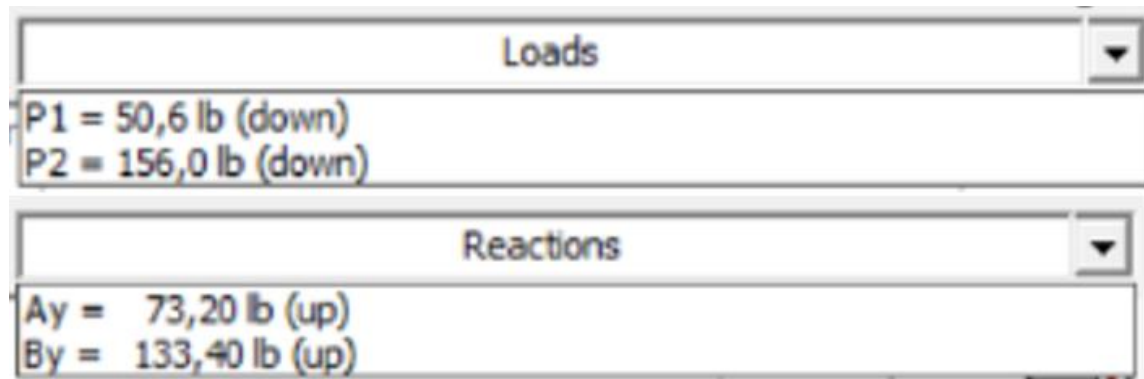 Loads
P1 = 50,6 lb (down)
P2 = 156,0 lb (down)
Reactions
Ay = 73,20 lb (up)
By = 133,40 lb (up)